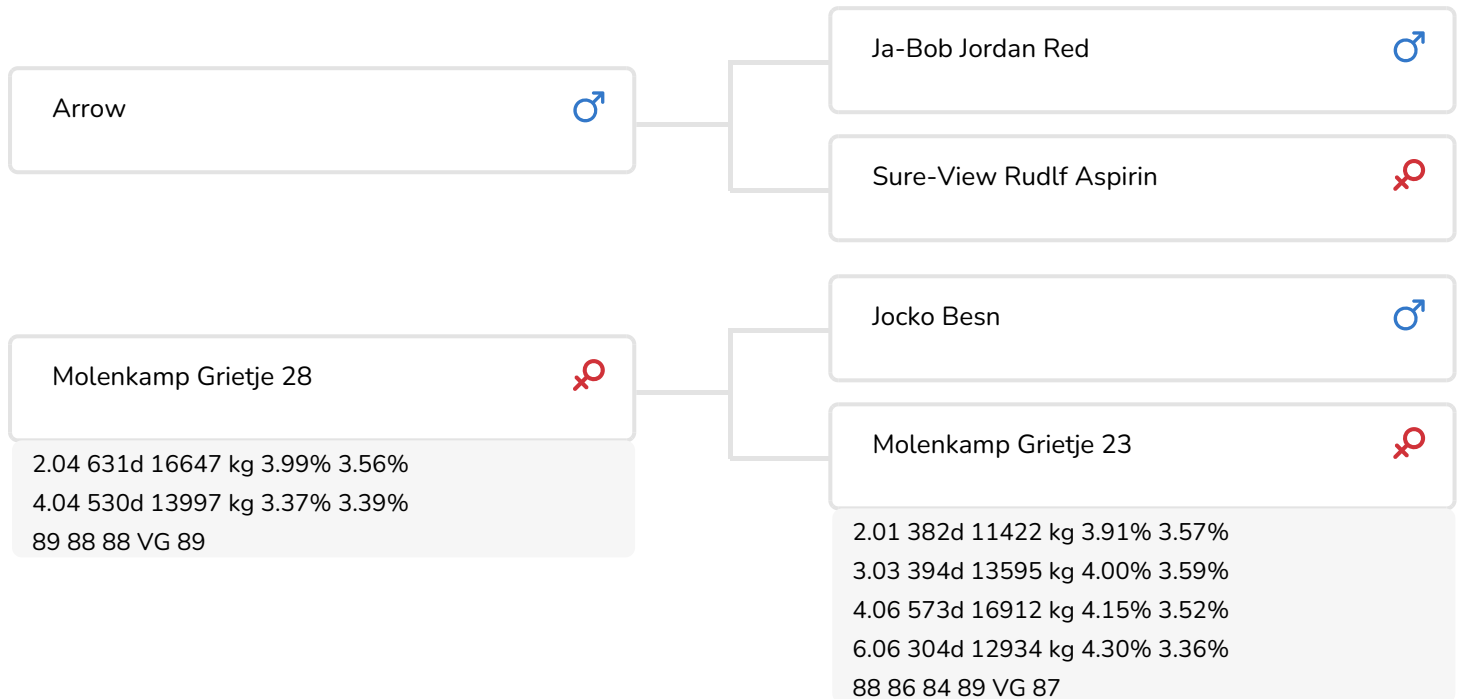 Arrow
Ja-Bob Jordan Red
Sure-View Rudlf Aspirin
Molenkamp Grietje 28
2.04 631d 16647 kg 3.99% 3.56%
4.04 530d 13997 kg 3.37% 3.39%
89 88 88 VG 89
Jocko Besn
Molenkamp Grietje 23
2.01 382d 11422 kg 3.91% 3.57%
3.03 394d 13595 kg 4.00% 3.59%
4.06 573d 16912 kg 4.15% 3.52%
6.06 304d 12934 kg 4.30% 3.36%
88 86 84 89 VG 87